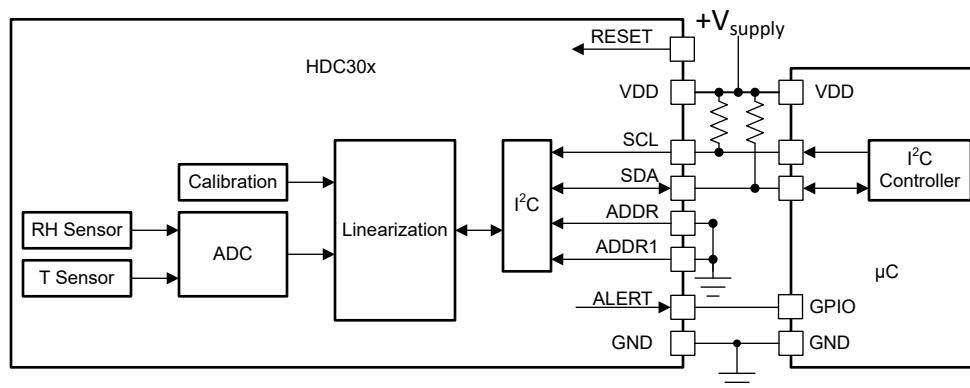 +Vsupply
RESET
HDC30x
VDD
VDD
SCL
I²C
Controller
SDA
Calibration
I²C
ADDR
RH Sensor
ADC
Linearization
ADDR1
T Sensor
µC
ALERT
GPIO
GND
GND